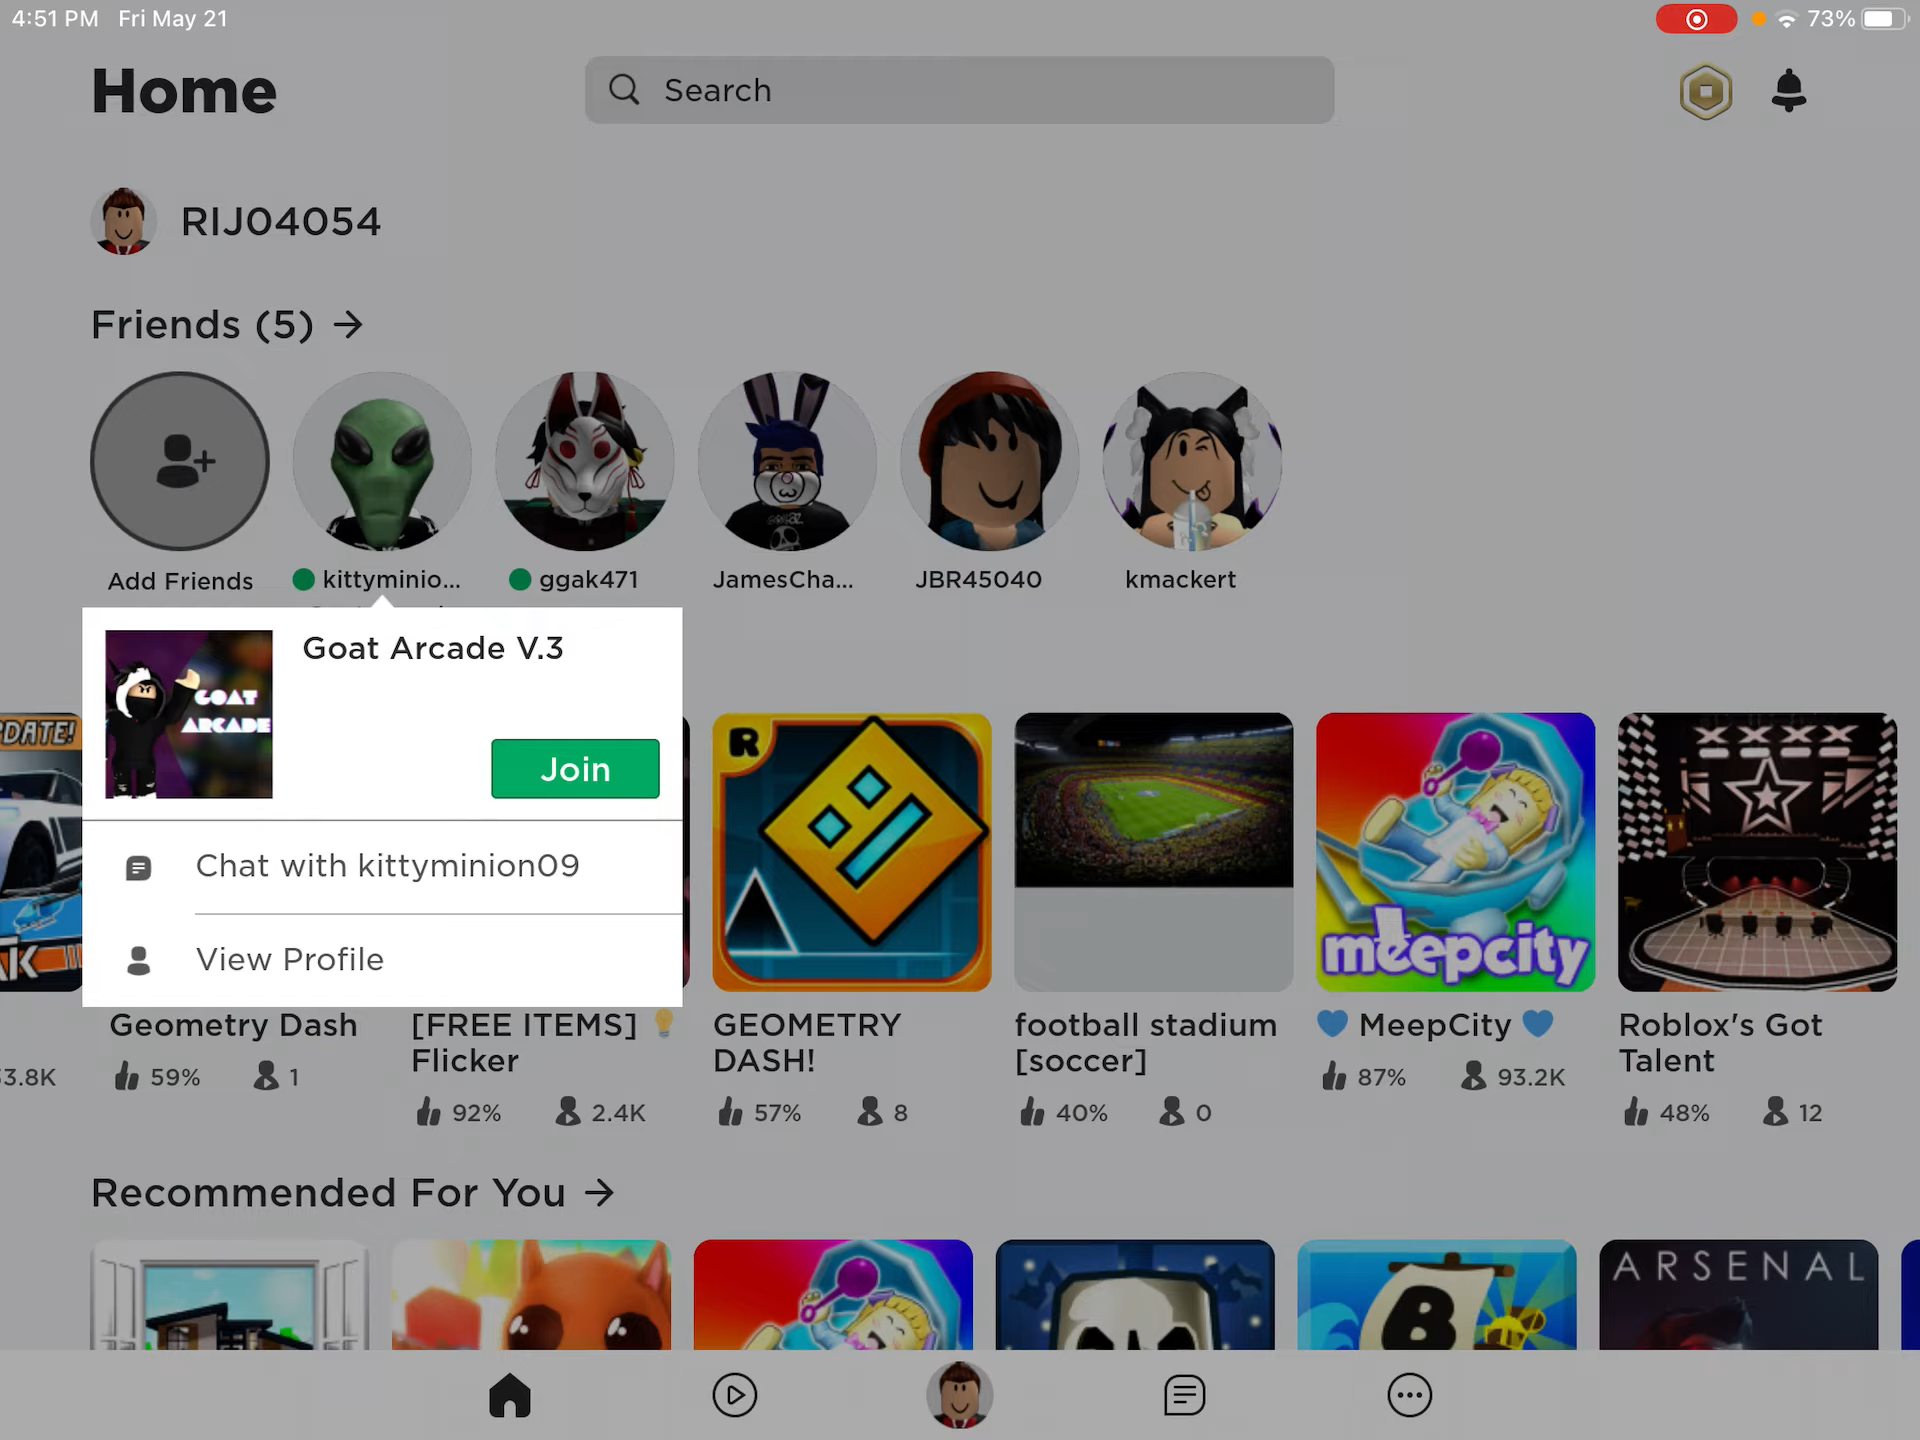 4:51 PM Fri May 21
73%
Home
Search
RIJ04054
Friends (5) →
Add Friends
kittyminio...
ggak471
JamesCha...
JBR45040
kmackert
Goat Arcade V.3
GOAT
ARCADE
Join
Chat with kittyminion09
View Profile
R
meepcity
Geometry Dash
59% 1
[FREE ITEMS] 💡
Flicker
92% 2.4K
GEOMETRY
DASH!
57% 8
football stadium
[soccer]
40% 0
💙 MeepCity 💙
87% 93.2K
Roblox's Got
Talent
48% 12
Recommended For You →
B
ARSENAL